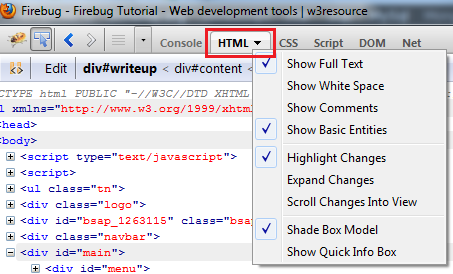 Firebug - Firebug Tutorial - Web development tools | w3resource
Console HTML CSS Script DOM Net
Edit div#writeup < div#content <
CTYPE html PUBLIC "-//W3C//DTD XHTML
l xmlns="http://www.w3.org/1999/xhtml
<head>
<body>
<script type="text/javascript">
<script>
<ul class="tn">
<div class="logo">
<div id="bsap_1263115" class="bsap
<div class="navbar">
<div id="main">
<div id="menu">
Show Full Text
Show White Space
Show Comments
Show Basic Entities
Highlight Changes
Expand Changes
Scroll Changes Into View
Shade Box Model
Show Quick Info Box